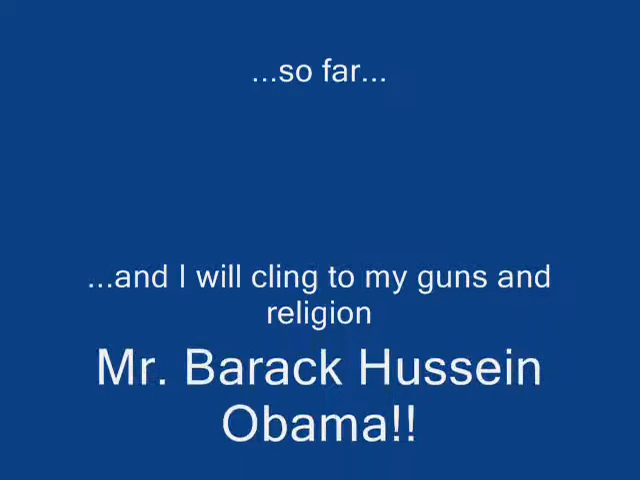 ...so far...
...and I will cling to my guns and
religion
Mr. Barack Hussein
Obama!!